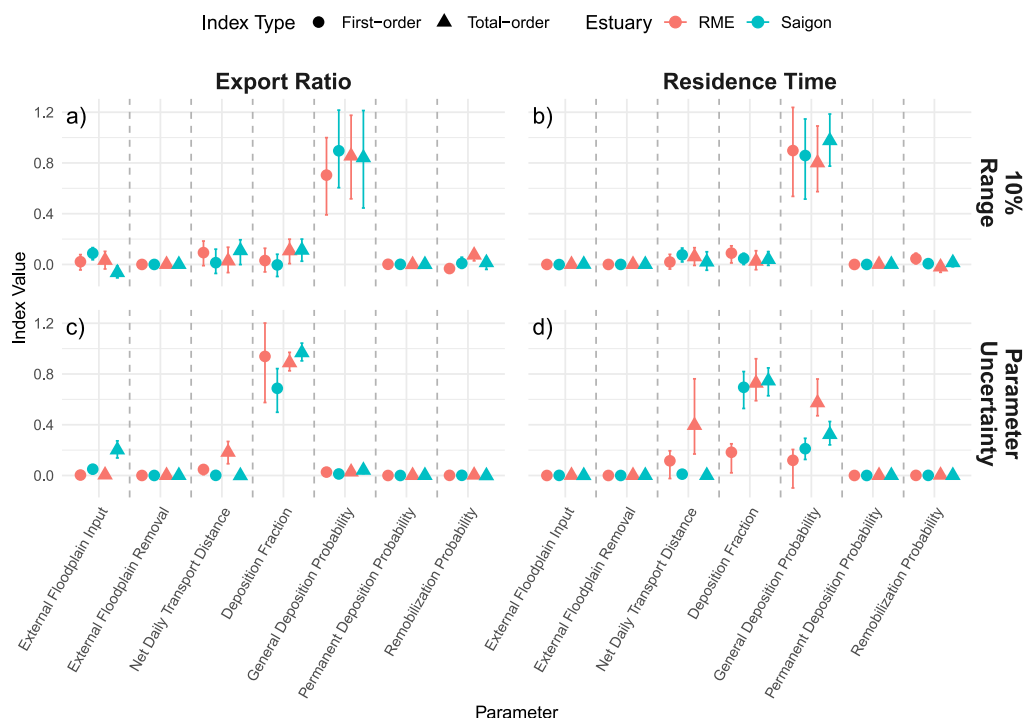 Index Type First−order Total−order Estuary RME Saigon
Export Ratio
Residence Time
a)
b)
c)
d)
1.2
0.8
0.4
0.0
1.2
0.8
0.4
0.0
Index Value
10%
Range
Parameter
Uncertainty
External Floodplain Input
External Floodplain Removal
Net Daily Transport Distance
Deposition Fraction
General Deposition Probability
Permanent Deposition Probability
Remobilization Probability
External Floodplain Input
External Floodplain Removal
Net Daily Transport Distance
Deposition Fraction
General Deposition Probability
Permanent Deposition Probability
Remobilization Probability
Parameter